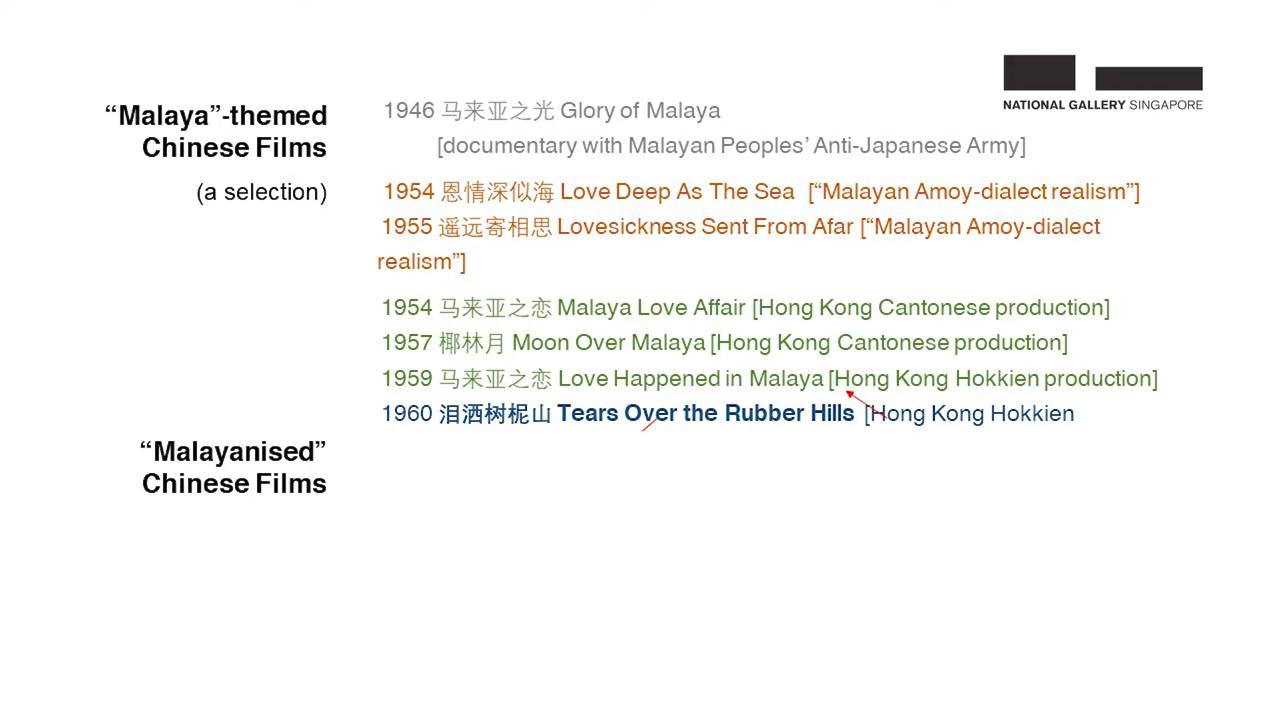 NATIONAL GALLERY SINGAPORE
“Malaya”-themed
Chinese Films
(a selection)
1946 马来亚之光 Glory of Malaya
[documentary with Malayan Peoples’ Anti-Japanese Army]
1954 恩情深似海 Love Deep As The Sea [“Malayan Amoy-dialect realism”]
1955 遥远寄相思 Lovesickness Sent From Afar [“Malayan Amoy-dialect
realism”]
1954 马来亚之恋 Malaya Love Affair [Hong Kong Cantonese production]
1957 椰林月 Moon Over Malaya [Hong Kong Cantonese production]
1959 马来亚之恋 Love Happened in Malaya [Hong Kong Hokkien production]
1960 泪洒树柅山 Tears Over the Rubber Hills [Hong Kong Hokkien
“Malayanised”
Chinese Films